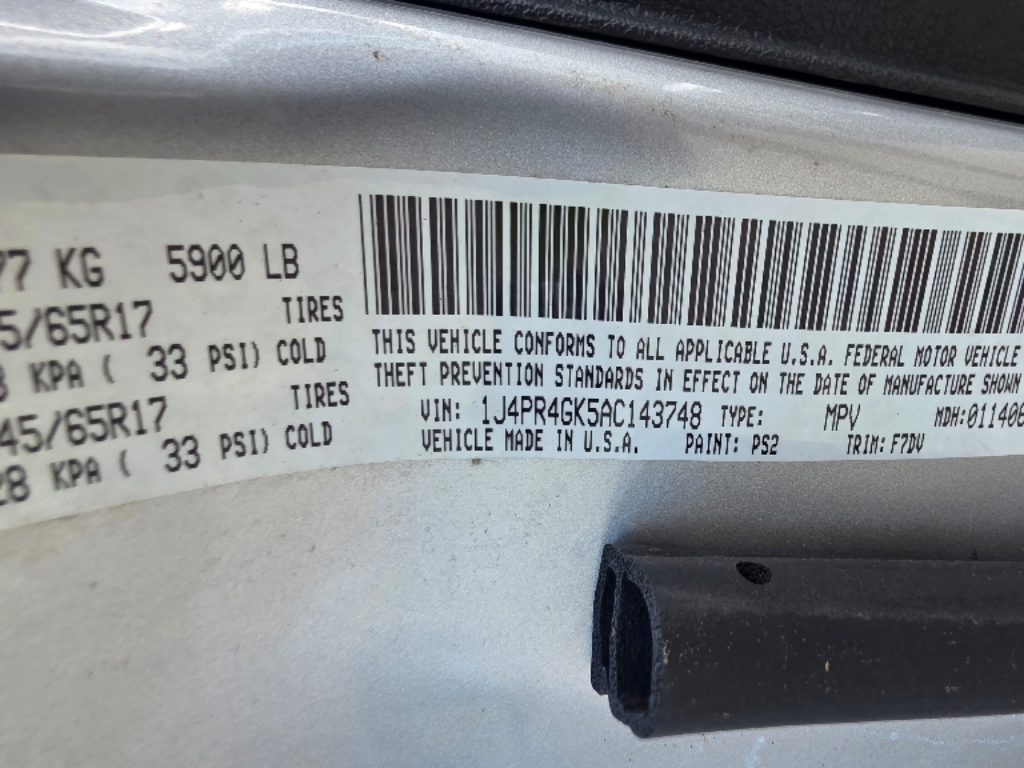 77 KG 5900 LB
5/65R17 TIRES
8 KPA ( 33 PSI) COLD
45/65R17 TIRES
28 KPA ( 33 PSI) COLD
THIS VEHICLE CONFORMS TO ALL APPLICABLE U.S.A. FEDERAL MOTOR VEHICLE
THEFT PREVENTION STANDARDS IN EFFECT ON THE DATE OF MANUFACTURE SHOWN
VIN: 1J4PR4GK5AC143748 TYPE: MPV MDH:011406
VEHICLE MADE IN U.S.A. PAINT: PS2 TRIM: F7DV